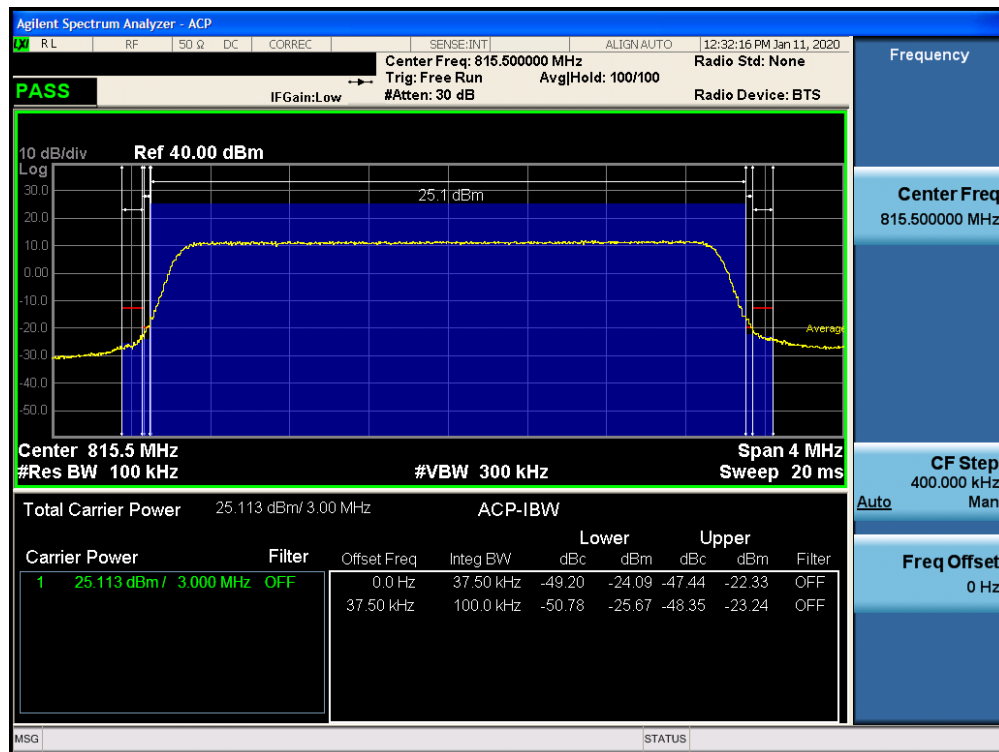 Agilent Spectrum Analyzer - ACP
LXI RL RF 50 Ω DC CORREC SENSE:INT ALIGN AUTO 12:32:16 PM Jan 11, 2020
Center Freq: 815.500000 MHz Radio Std: None
Trig: Free Run Avg|Hold: 100/100
PASS IFGain:Low #Atten: 30 dB Radio Device: BTS
Frequency
10 dB/div Ref 40.00 dBm
Log
30.0
25.1 dBm
20.0
10.0
0.00
-10.0
-20.0
Average
-30.0
-40.0
-50.0
Center 815.5 MHz Span 4 MHz
#Res BW 100 kHz #VBW 300 kHz Sweep 20 ms
Total Carrier Power 25.113 dBm/ 3.00 MHz ACP-IBW
Lower Upper
Carrier Power Filter Offset Freq Integ BW dBc dBm dBc dBm Filter
1 25.113 dBm / 3.000 MHz OFF 0.0 Hz 37.50 kHz -49.20 -24.09 -47.44 -22.33 OFF
37.50 kHz 100.0 kHz -50.78 -25.67 -48.35 -23.24 OFF
Center Freq
815.500000 MHz
CF Step
400.000 kHz
Auto Man
Freq Offset
0 Hz
MSG STATUS